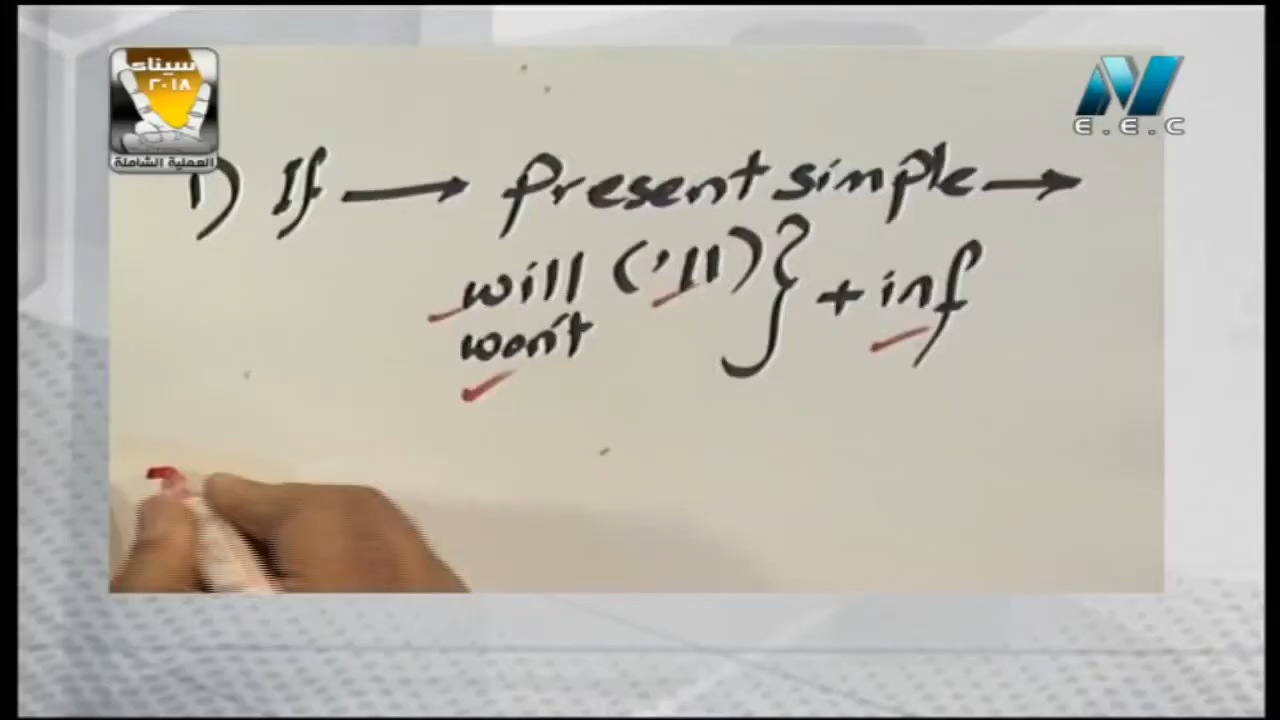 سيناء
٢٠١٨
العملية الشاملة
N
E.E.C
1) If → present simple →
will ('ll) } + inf
won't